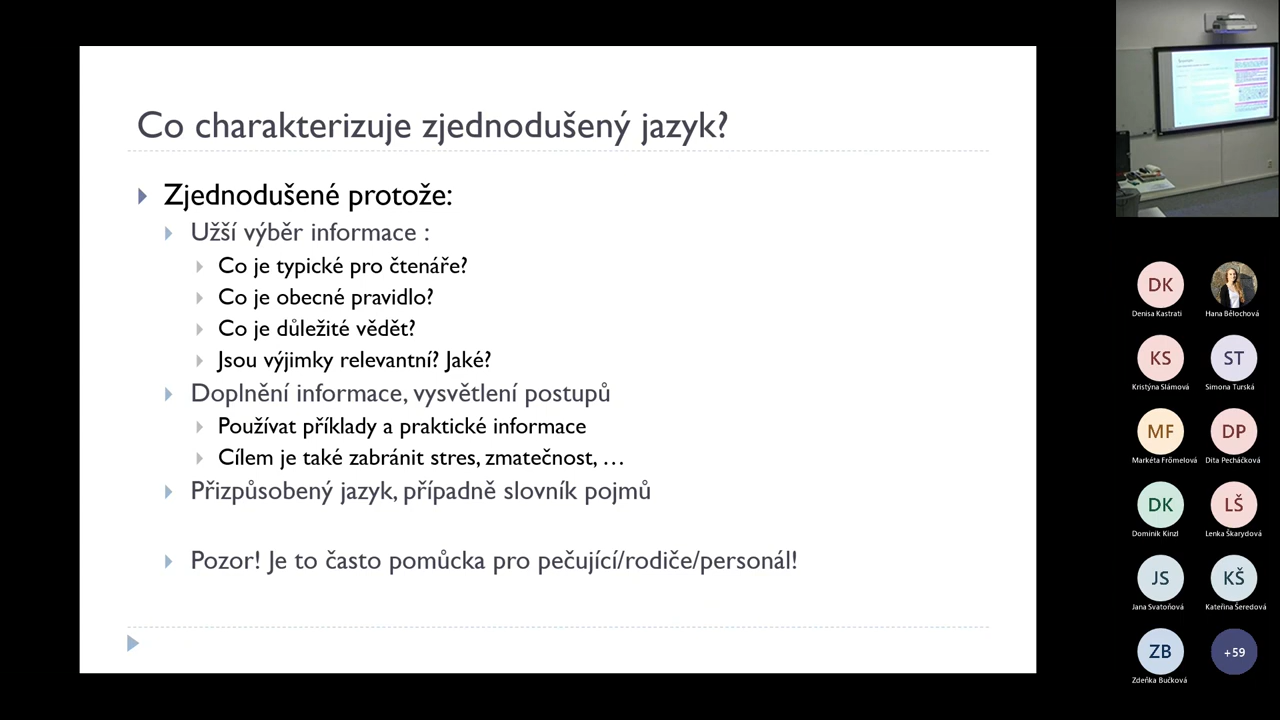 Co charakterizuje zjednodušený jazyk?
Zjednodušené protože:
Užší výběr informace :
Co je typické pro čtenáře?
Co je obecné pravidlo?
Co je důležité vědět?
Jsou výjimky relevantní? Jaké?
Doplnění informace, vysvětlení postupů
Používat příklady a praktické informace
Cílem je také zabránit stres, zmatečnost, …
Přizpůsobený jazyk, případně slovník pojmů
Pozor! Je to často pomůcka pro pečující/rodiče/personál!
DK
Denisa Kastrati
Hana Bělochová
KS
Kristýna Slámová
ST
Simona Turská
MF
Markéta Frömelová
DP
Dita Pecháčková
DK
Dominik Kinzl
LŠ
Lenka Škarydová
JS
Jana Svatoňová
KŠ
Kateřina Šeredová
ZB
Zdeňka Bučková
+59